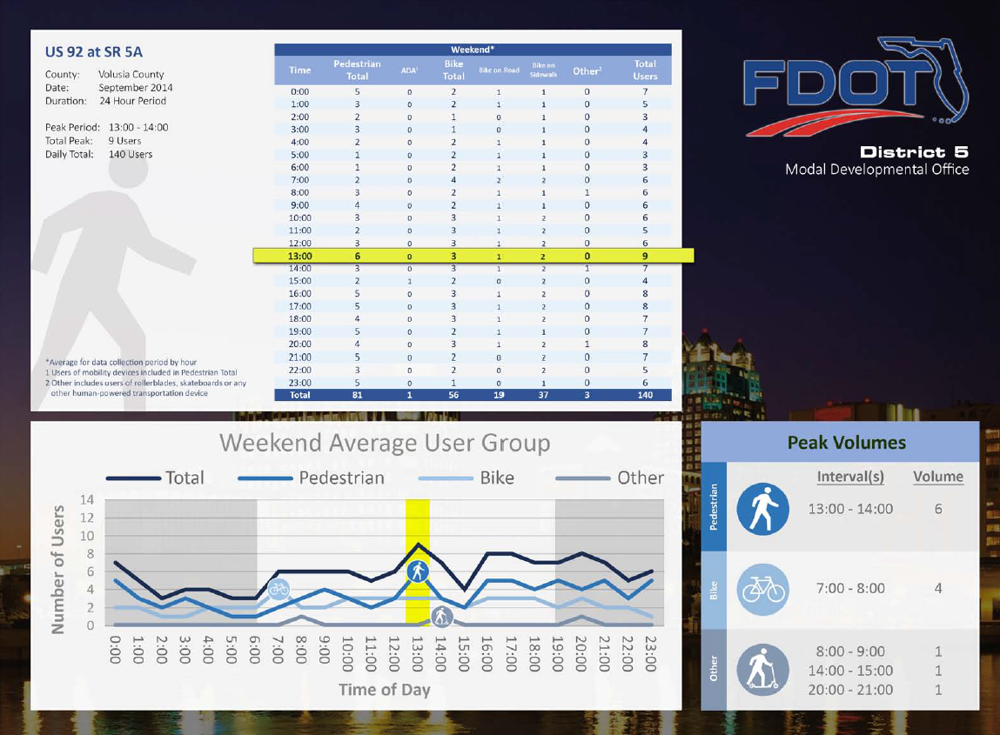 US 92 at SR 5A
County: Volusia County
Date: September 2014
Duration: 24 Hour Period
Peak Period: 13:00 - 14:00
Total Peak: 9 Users
Daily Total: 140 Users
*Average for data collection period by hour
1 Users of mobility devices included in Pedestrian Total
2 Other includes users of rollerblades, skateboards or any
other human-powered transportation device
Weekend*
Time Pedestrian Total ADA¹ Bike Total Bike on Road Bike on Sidewalk Other² Total Users
0:00 5 0 2 1 1 0 7
1:00 3 0 2 1 1 0 5
2:00 2 0 1 0 1 0 3
3:00 3 0 1 0 1 0 4
4:00 2 0 2 1 1 0 4
5:00 1 0 2 1 1 0 3
6:00 1 0 2 1 1 0 3
7:00 2 0 4 2 2 0 6
8:00 3 0 2 1 1 1 6
9:00 4 0 2 1 1 0 6
10:00 3 0 3 1 2 0 6
11:00 2 0 3 1 2 0 5
12:00 3 0 3 1 2 0 6
13:00 6 0 3 1 2 0 9
14:00 3 0 3 1 2 1 7
15:00 2 1 2 0 2 0 4
16:00 5 0 3 1 2 0 8
17:00 5 0 3 1 2 0 8
18:00 4 0 3 1 2 0 7
19:00 5 0 2 1 1 0 7
20:00 4 0 3 1 2 1 8
21:00 5 0 2 0 2 0 7
22:00 3 0 2 0 2 0 5
23:00 5 0 1 0 1 0 6
Total 81 1 56 19 37 3 140
FDOT
District 5
Modal Developmental Office
Weekend Average User Group
Total Pedestrian Bike Other
Number of Users
14
12
10
8
6
4
2
0
0:00 1:00 2:00 3:00 4:00 5:00 6:00 7:00 8:00 9:00 10:00 11:00 12:00 13:00 14:00 15:00 16:00 17:00 18:00 19:00 20:00 21:00 22:00 23:00
Time of Day
Peak Volumes
Interval(s) Volume
Pedestrian
13:00 - 14:00 6
Bike
7:00 - 8:00 4
Other
8:00 - 9:00 1
14:00 - 15:00 1
20:00 - 21:00 1